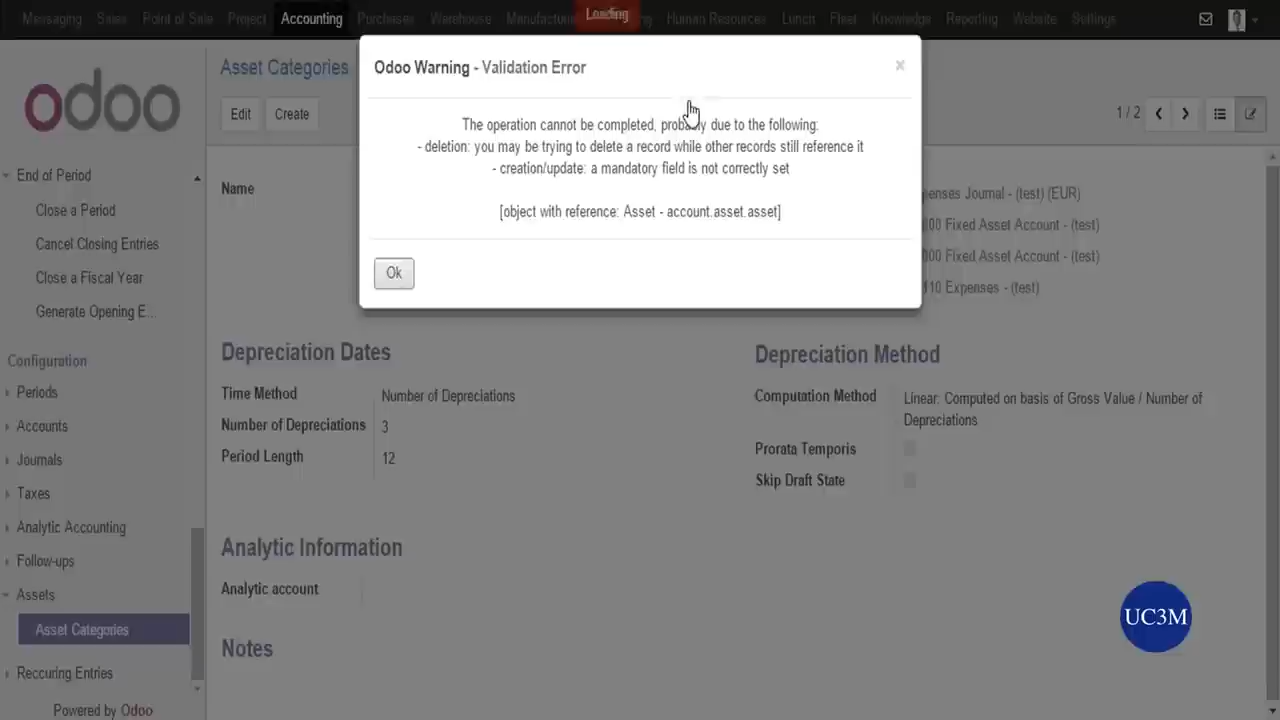 Messaging Sales Point of Sale Project Accounting Purchases Warehouse Manufacturing Loading Human Resources Lunch Fleet Knowledge Reporting Website Settings
odoo
End of Period
Close a Period
Cancel Closing Entries
Close a Fiscal Year
Generate Opening E...
Configuration
Periods
Accounts
Journals
Taxes
Analytic Accounting
Follow-ups
Assets
Asset Categories
Reccuring Entries
Powered by Odoo
Asset Categories
Edit Create
1 / 2
Odoo Warning - Validation Error ×
The operation cannot be completed, probably due to the following:
- deletion: you may be trying to delete a record while other records still reference it
- creation/update: a mandatory field is not correctly set
[object with reference: Asset - account.asset.asset]
Ok
Name
enses Journal - (test) (EUR)
00 Fixed Asset Account - (test)
000 Fixed Asset Account - (test)
110 Expenses - (test)
Depreciation Dates
Time Method Number of Depreciations
Number of Depreciations 3
Period Length 12
Depreciation Method
Computation Method Linear: Computed on basis of Gross Value / Number of
Depreciations
Prorata Temporis
Skip Draft State
Analytic Information
Analytic account
Notes
UC3M